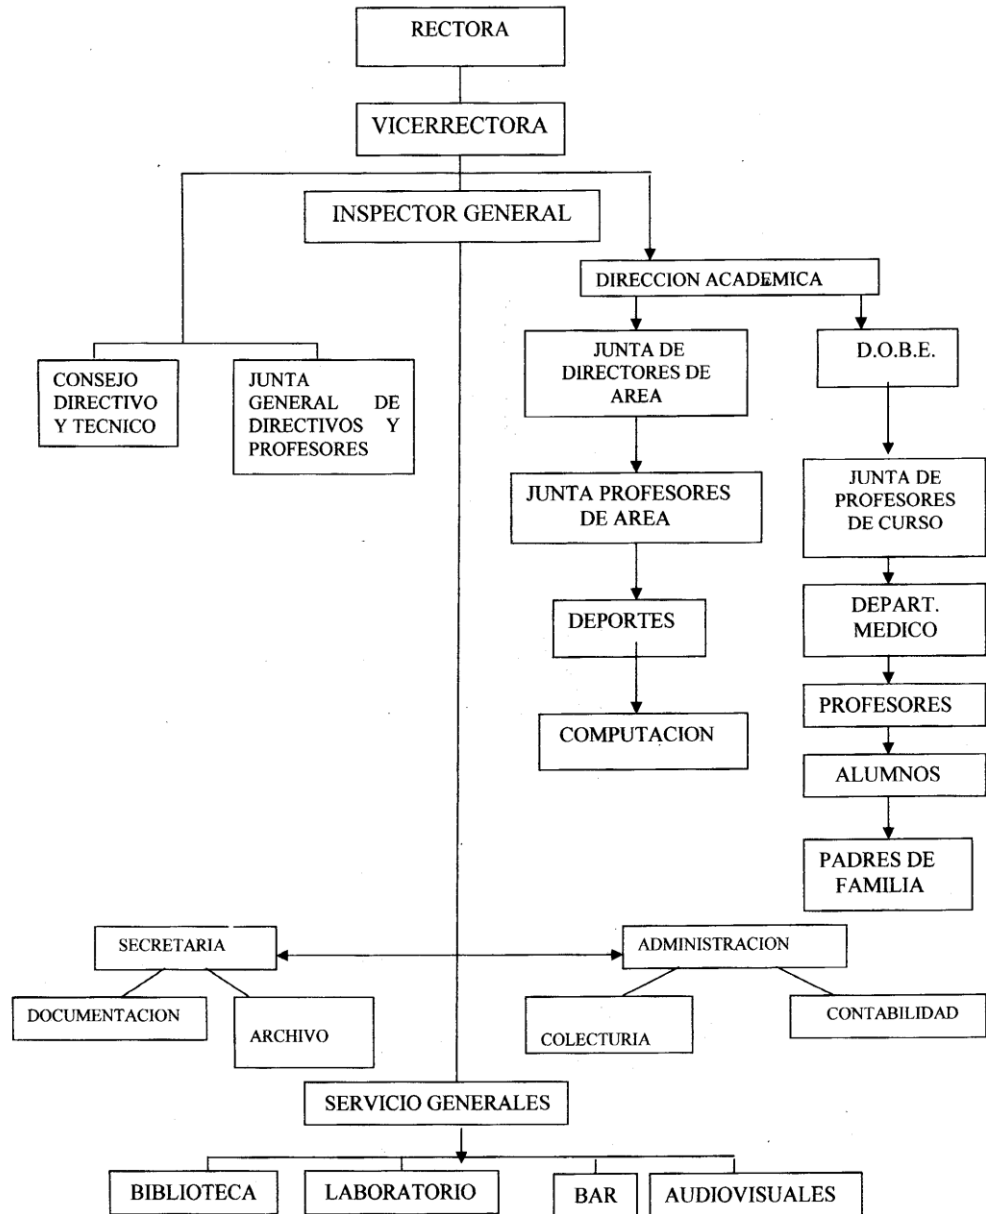 RECTORA
VICERRECTORA
INSPECTOR GENERAL
DIRECCION ACADEMICA
CONSEJO
DIRECTIVO
Y TECNICO
JUNTA
GENERAL DE
DIRECTIVOS Y
PROFESORES
JUNTA DE
DIRECTORES DE
AREA
D.O.B.E.
JUNTA PROFESORES
DE AREA
JUNTA DE
PROFESORES
DE CURSO
DEPORTES
DEPART.
MEDICO
COMPUTACION
PROFESORES
ALUMNOS
PADRES DE
FAMILIA
SECRETARIA
ADMINISTRACION
DOCUMENTACION
ARCHIVO
COLECTURIA
CONTABILIDAD
SERVICIO GENERALES
BIBLIOTECA
LABORATORIO
BAR
AUDIOVISUALES